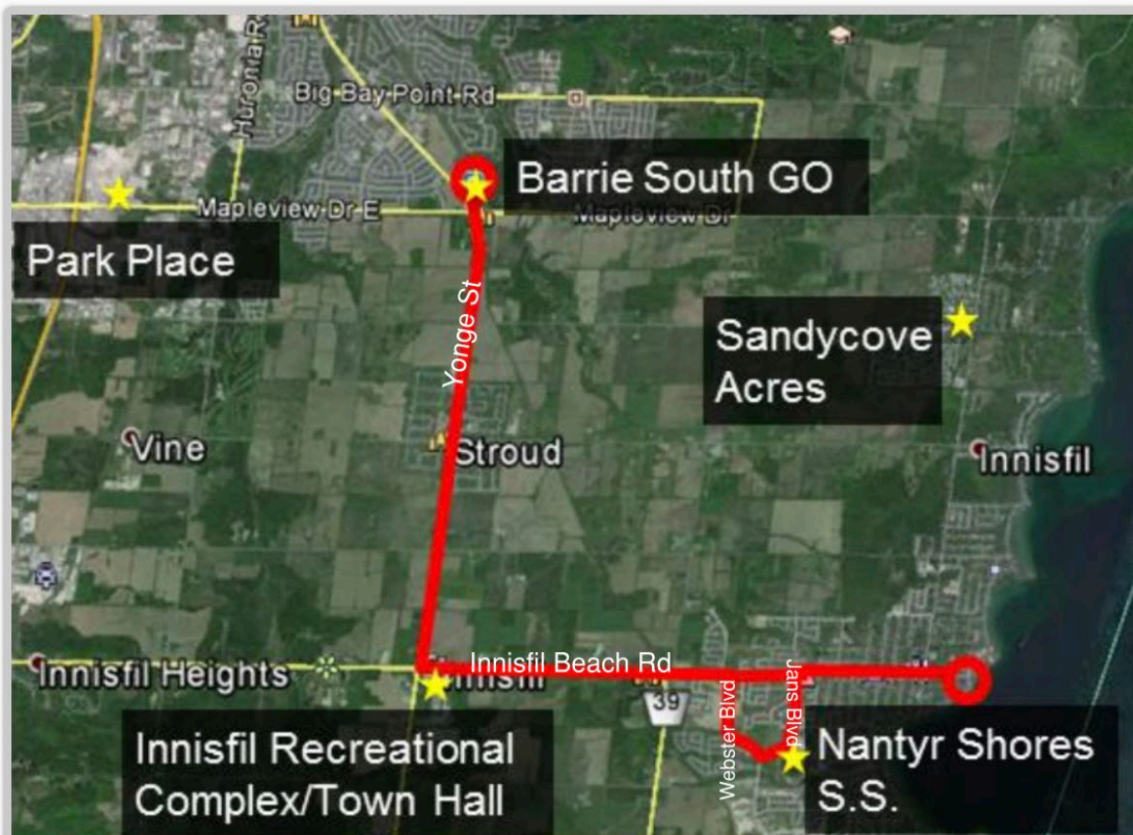 Huronia R
Big Bay Point Rd
Barrie South GO
Mapleview Dr E
Mapleview Dr
Park Place
Yonge St
Sandycove
Acres
Vine
Stroud
Innisfil
Innisfil Heights
Innisfil Beach Rd
39
Webster Blvd
Jans Blvd
Innisfil Recreational
Complex/Town Hall
Nantyr Shores
S.S.